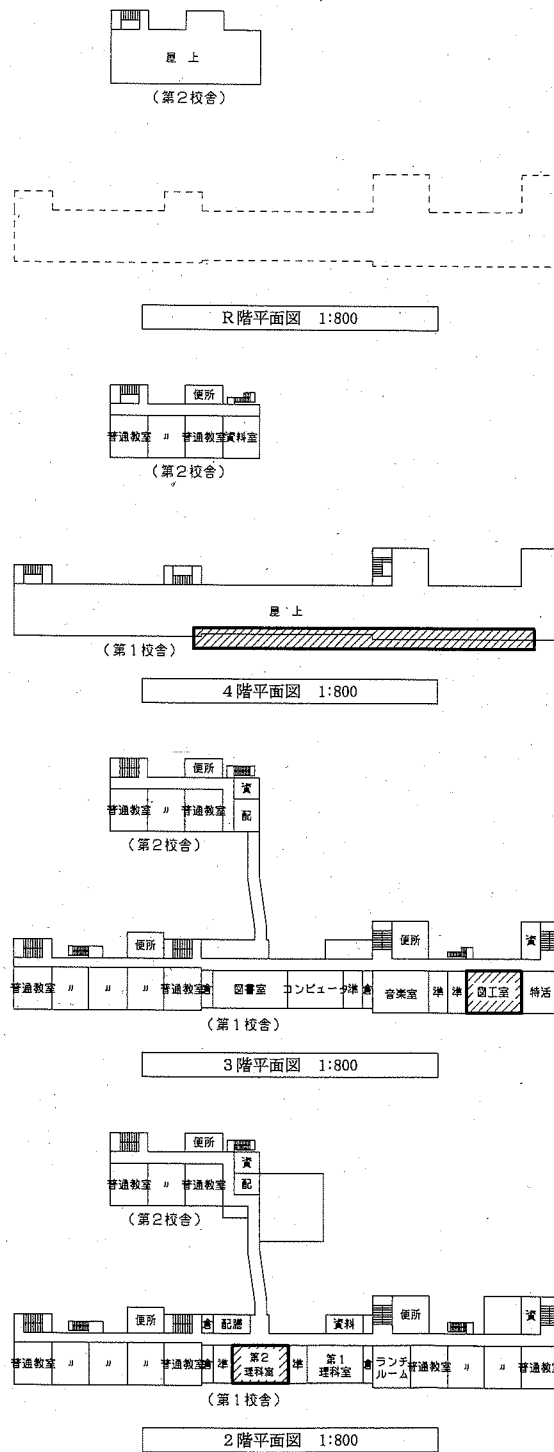 屋上
(第2校舎)
R階平面図 1:800
便所
普通教室 〃 普通教室 資料室
(第2校舎)
屋上
(第1校舎)
4階平面図 1:800
便所
資
普通教室 〃 普通教室 配
(第2校舎)
便所 便所 資
普通教室 〃 〃 〃 普通教室 倉 図書室 コンピュータ 準 倉 音楽室 準 準 図工室 特活
(第1校舎)
3階平面図 1:800
便所
資
普通教室 〃 普通教室 配
(第2校舎)
便所 倉 配膳 資料 便所 資
普通教室 〃 〃 〃 普通教室 倉 準 第2
理科室 準 第1
理科室 倉 ランチ
ルーム 普通教室 〃 〃 普通教
(第1校舎)
2階平面図 1:800